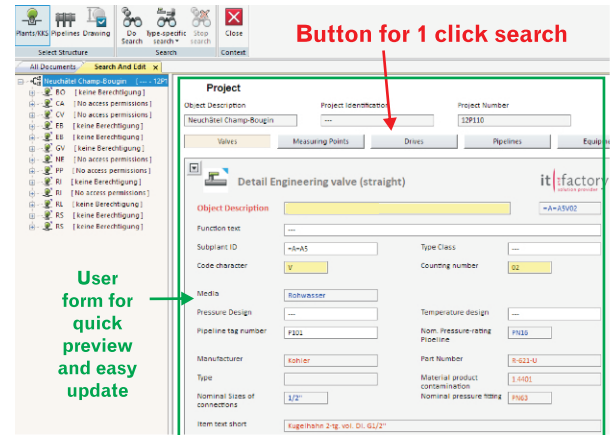 Button for 1 click search
Plants/KKS Pipelines Drawing
Do Search Type-specific search Stop search
Close
Select Structure Search Context
All Documents Search And Edit x
Neuchâtel Champ-Bougin [ --- - 12P1
BO [keine Berechtigung]
CA [No access permissions]
CV [No access permissions]
EB [keine Berechtigung]
EB [keine Berechtigung]
GV [keine Berechtigung]
NE [No access permissions]
PP [No access permissions]
RI [keine Berechtigung]
RI [No access permissions]
RL [keine Berechtigung]
RS [keine Berechtigung]
RS [keine Berechtigung]
User
form for
quick
preview
and easy
update
Project
Object Description Project Identification Project Number
Neuchâtel Champ-Bougin --- 12P110
Valves Measuring Points Drives Pipelines Equipm
Detail Engineering valve (straight)
it itfactory
solution provider
Object Description =A=A5V02
Function text ---
Subplant ID =A=A5 Type Class ---
Code character V Counting number 02
Media Rohwasser
Pressure Design --- Temperature design ---
Pipeline tag number P101 Nom. Pressure-rating Pipeline PN16
Manufacturer Kohler Part Number R-621-U
Type Material product contamination 1.4401
Nominal Sizes of connections 1/2" Nominal pressure fitting PN63
Item text short Kugelhahn 2-tg. vol. DI. G1/2"